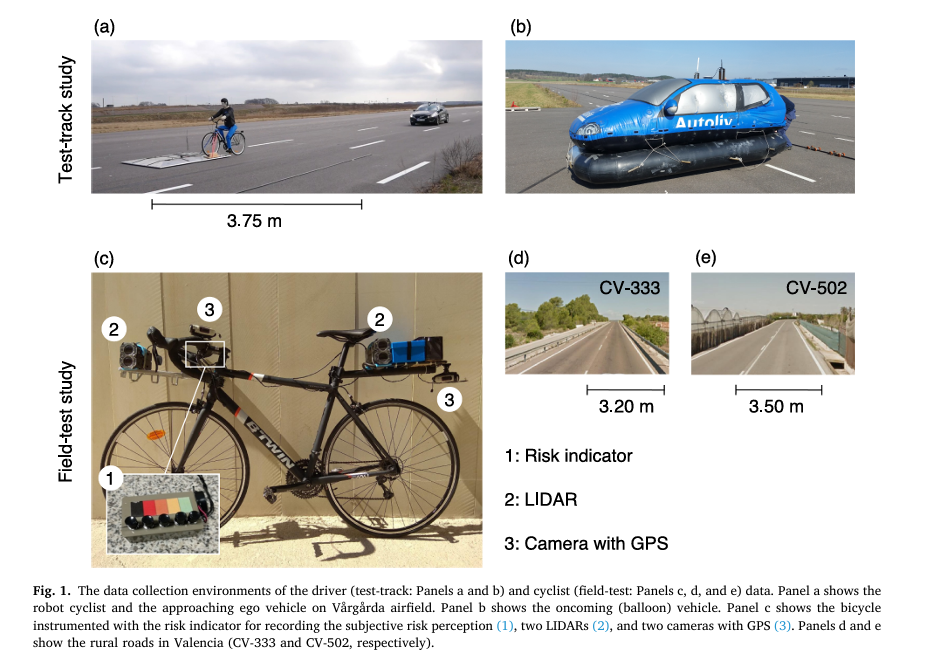 (a)
(b)
Test-track study
Autoliv
3.75 m
(c)
(d)
(e)
Field-test study
3
2
2
3
1
B'TWIN
CV-333
CV-502
3.20 m
3.50 m
1: Risk indicator
2: LIDAR
3: Camera with GPS
Fig. 1. The data collection environments of the driver (test-track: Panels a and b) and cyclist (field-test: Panels c, d, and e) data. Panel a shows the
robot cyclist and the approaching ego vehicle on Vårgårda airfield. Panel b shows the oncoming (balloon) vehicle. Panel c shows the bicycle
instrumented with the risk indicator for recording the subjective risk perception (1), two LIDARs (2), and two cameras with GPS (3). Panels d and e
show the rural roads in Valencia (CV-333 and CV-502, respectively).